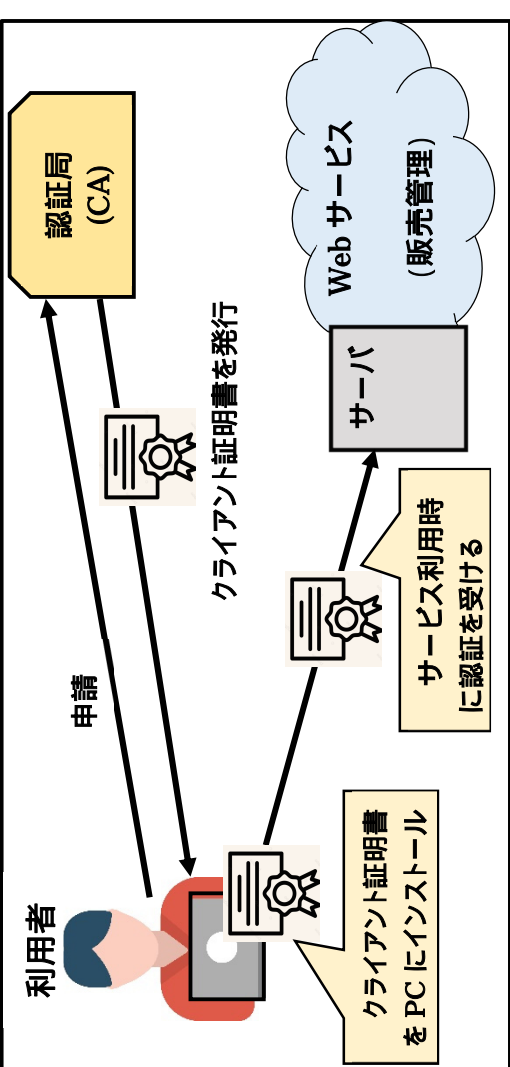 利用者
申請
認証局
(CA)
クライアント証明書を発行
クライアント証明書
を PC にインストール
サービス利用時
に認証を受ける
サーバ
Web サービス
(販売管理)